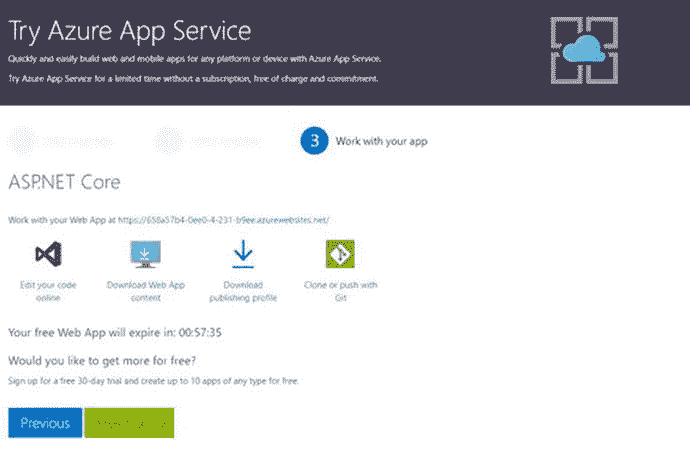 Try Azure App Service
Quickly and easily build web and mobile apps for any platform or device with Azure App Service.
Try Azure App Service for a limited time without a subscription, free of charge and commitment.
3 Work with your app
ASP.NET Core
Work with your Web App at https://658a57b4-0ee0-4-231-b9ee.azurewebsites.net/
Edit your code
online
Download Web App
content
Download
publishing profile
Clone or push with
Git
Your free Web App will expire in: 00:57:35
Would you like to get more for free?
Sign up for a free 30-day trial and create up to 10 apps of any type for free.
Previous